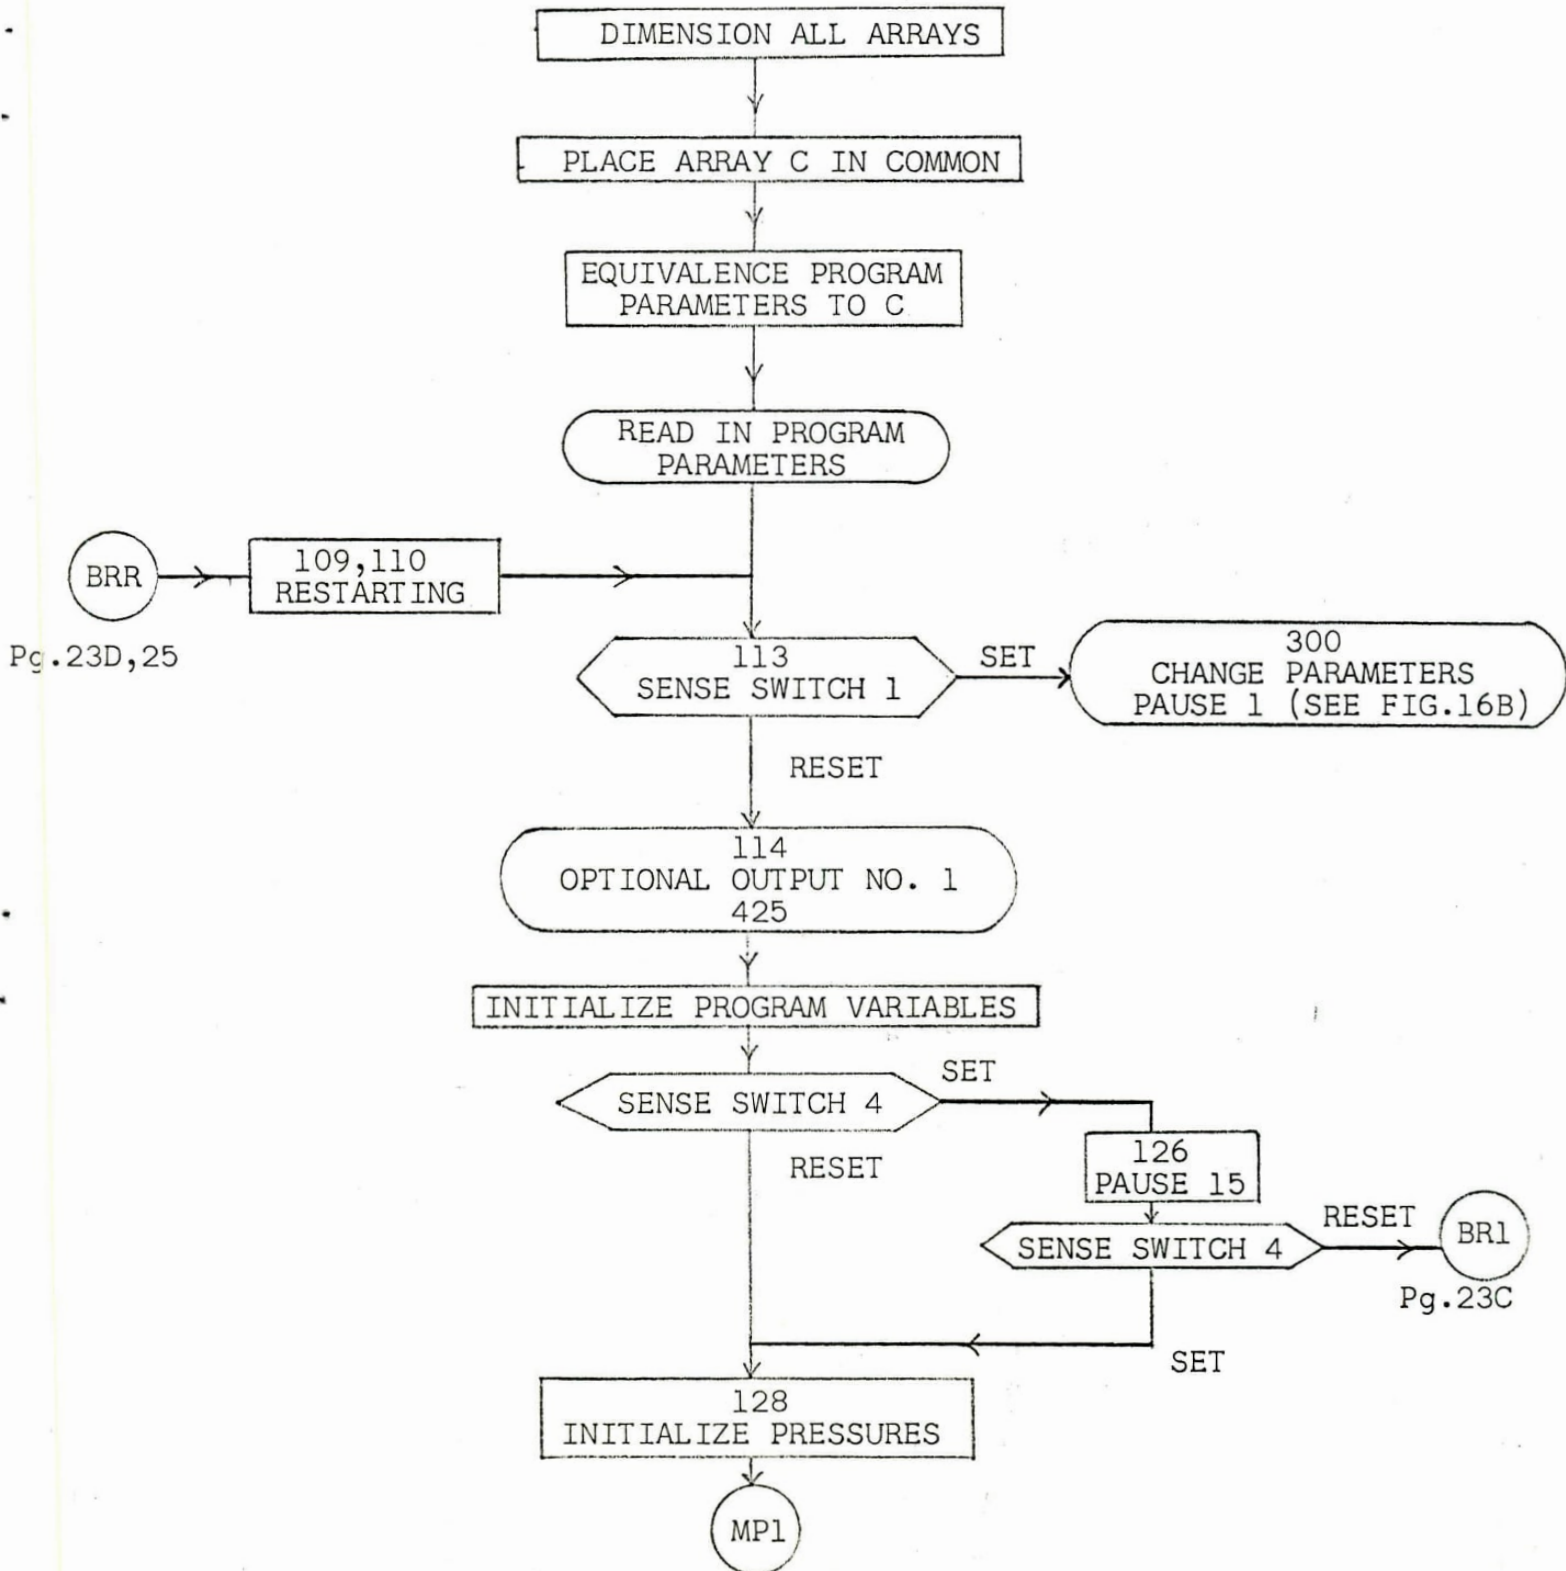 DIMENSION ALL ARRAYS
PLACE ARRAY C IN COMMON
EQUIVALENCE PROGRAM
PARAMETERS TO C
READ IN PROGRAM
PARAMETERS
BRR
109,110
RESTARTING
Pg.23D,25
113
SENSE SWITCH 1
SET
300
CHANGE PARAMETERS
PAUSE 1 (SEE FIG.16B)
RESET
114
OPTIONAL OUTPUT NO. 1
425
INITIALIZE PROGRAM VARIABLES
SENSE SWITCH 4
SET
RESET
126
PAUSE 15
SENSE SWITCH 4
RESET
BR1
Pg.23C
SET
128
INITIALIZE PRESSURES
MP1